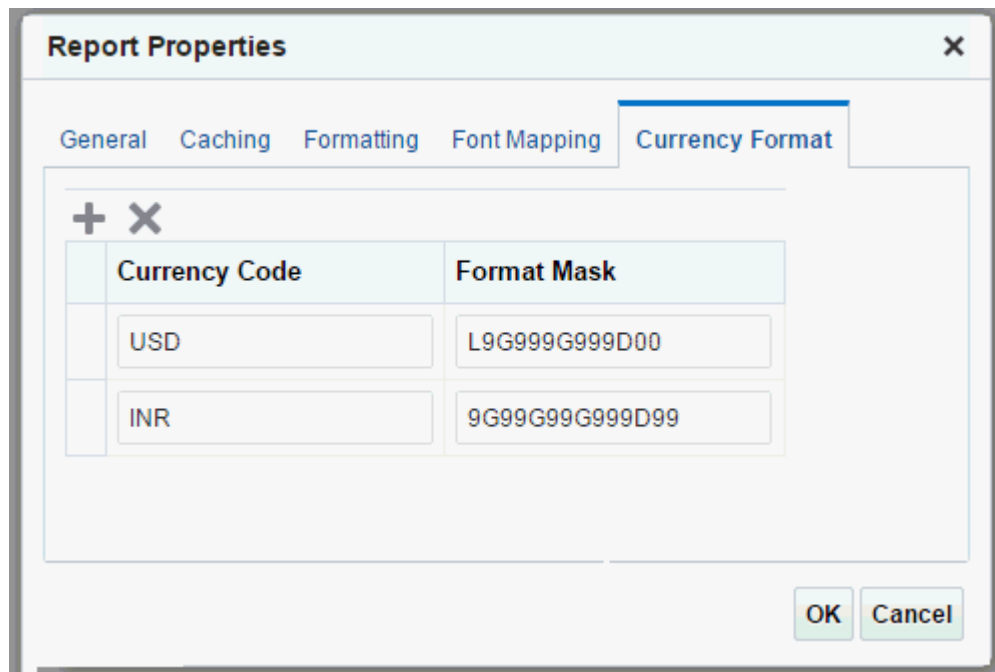 Report Properties
General Caching Formatting Font Mapping Currency Format
Currency Code Format Mask
USD L9G999G999D00
INR 9G99G99G999D99
OK Cancel